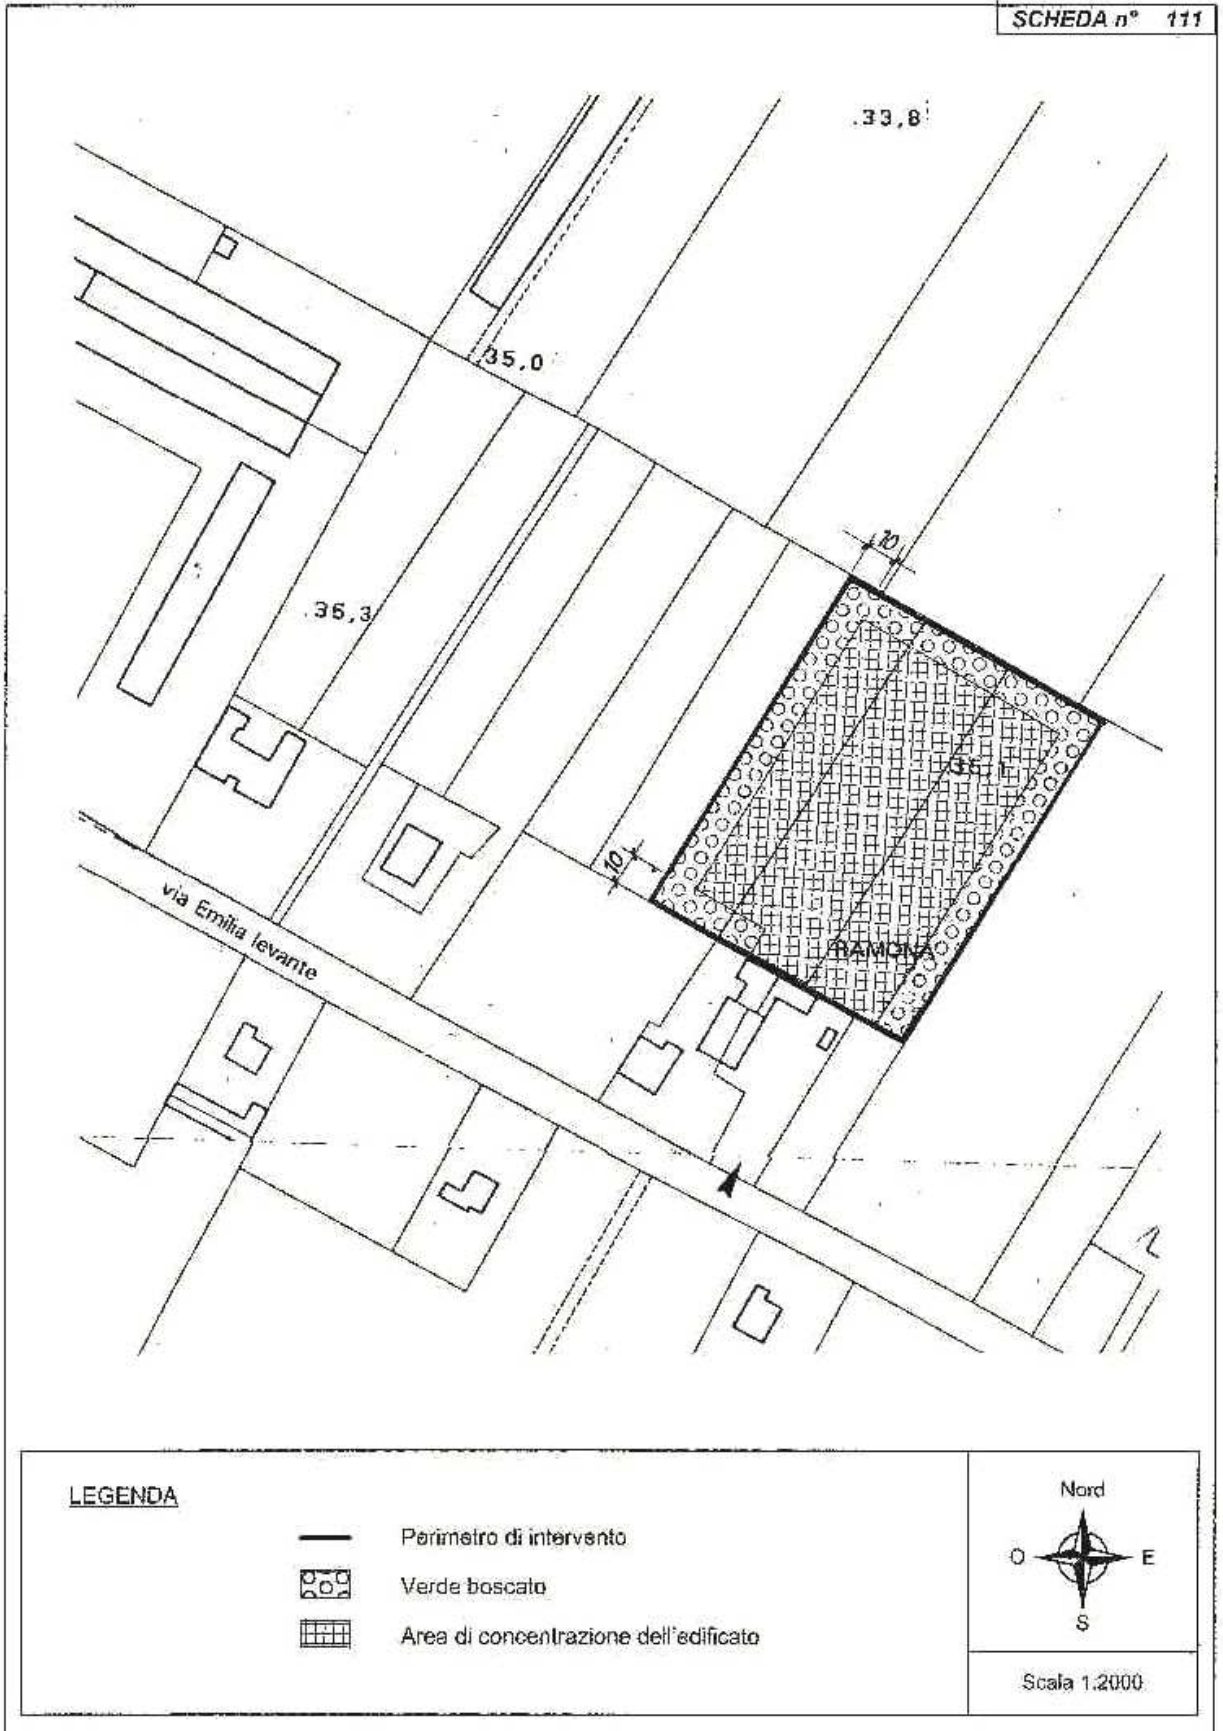 SCHEDA n° 111
.33,8
35,0
10
.36,3
10
via Emilia levante
RAMONA
LEGENDA
Perimetro di intervento
Verde boscato
Area di concentrazione dell'edificato
Nord
O
E
S
Scala 1:2000